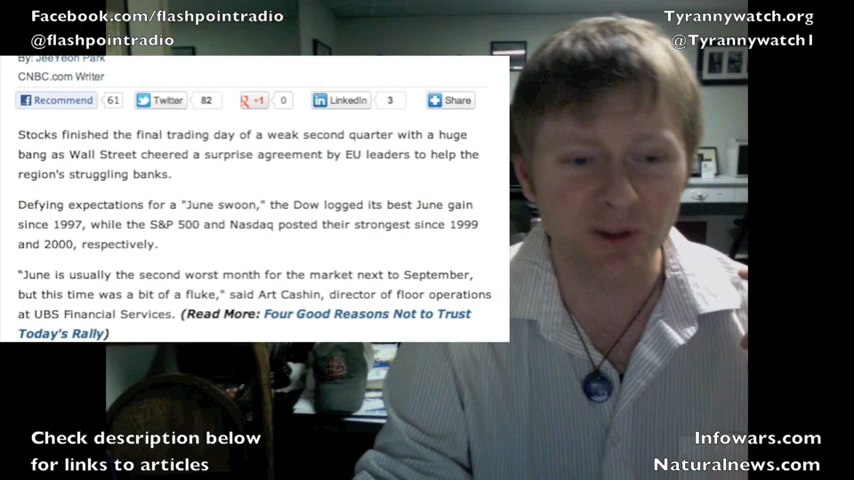 Facebook.com/flashpointradio
@flashpointradio
Tyrannywatch.org
@Tyrannywatch1
By: JeeYeon Park
CNBC.com Writer
Recommend 61 Twitter 82 +1 0 LinkedIn 3 Share
Stocks finished the final trading day of a weak second quarter with a huge
bang as Wall Street cheered a surprise agreement by EU leaders to help the
region's struggling banks.
Defying expectations for a "June swoon," the Dow logged its best June gain
since 1997, while the S&P 500 and Nasdaq posted their strongest since 1999
and 2000, respectively.
"June is usually the second worst month for the market next to September,
but this time was a bit of a fluke," said Art Cashin, director of floor operations
at UBS Financial Services. (Read More: Four Good Reasons Not to Trust
Today's Rally)
Check description below
for links to articles
Infowars.com
Naturalnews.com